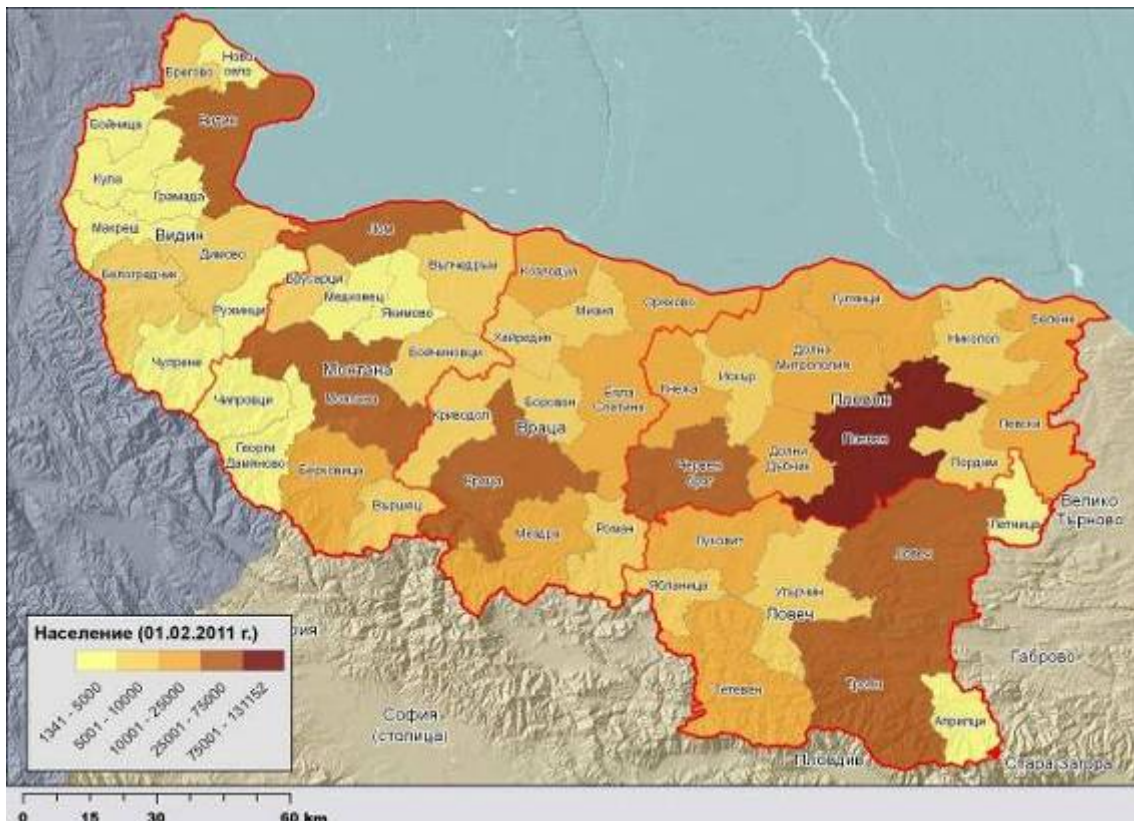 Ново
село
Брегово
Видин
Бойница
Кула
Грамада
Макреш
Видин
Димово
Белоградчик
Ружинци
Чупрене
Лом
Брусарци
Медковец
Якимово
Вълчедръм
Козлодуй
Мизия
Хайредин
Оряхово
Гулянци
Никопол
Белене
Монтана
Монтана
Бойчиновци
Чипровци
Георги
Дамяново
Берковица
Вършец
Криводол
Борован
Враца
Враца
Бяла
Слатина
Кнежа
Искър
Долна
Митрополия
Плевен
Плевен
Левски
Червен
бряг
Долни
Дъбник
Пордим
Летница
Велико
Търново
Мездра
Роман
Луковит
Ловеч
Ябланица
Угърчин
Ловеч
Тетевен
Троян
Априлци
Габрово
София
(столица)
Пловдив
Стара Загора
Население (01.02.2011 г.)
1341 - 5000
5001 - 10000
10001 - 25000
25001 - 75000
75001 - 131152
0 15 30 60 km